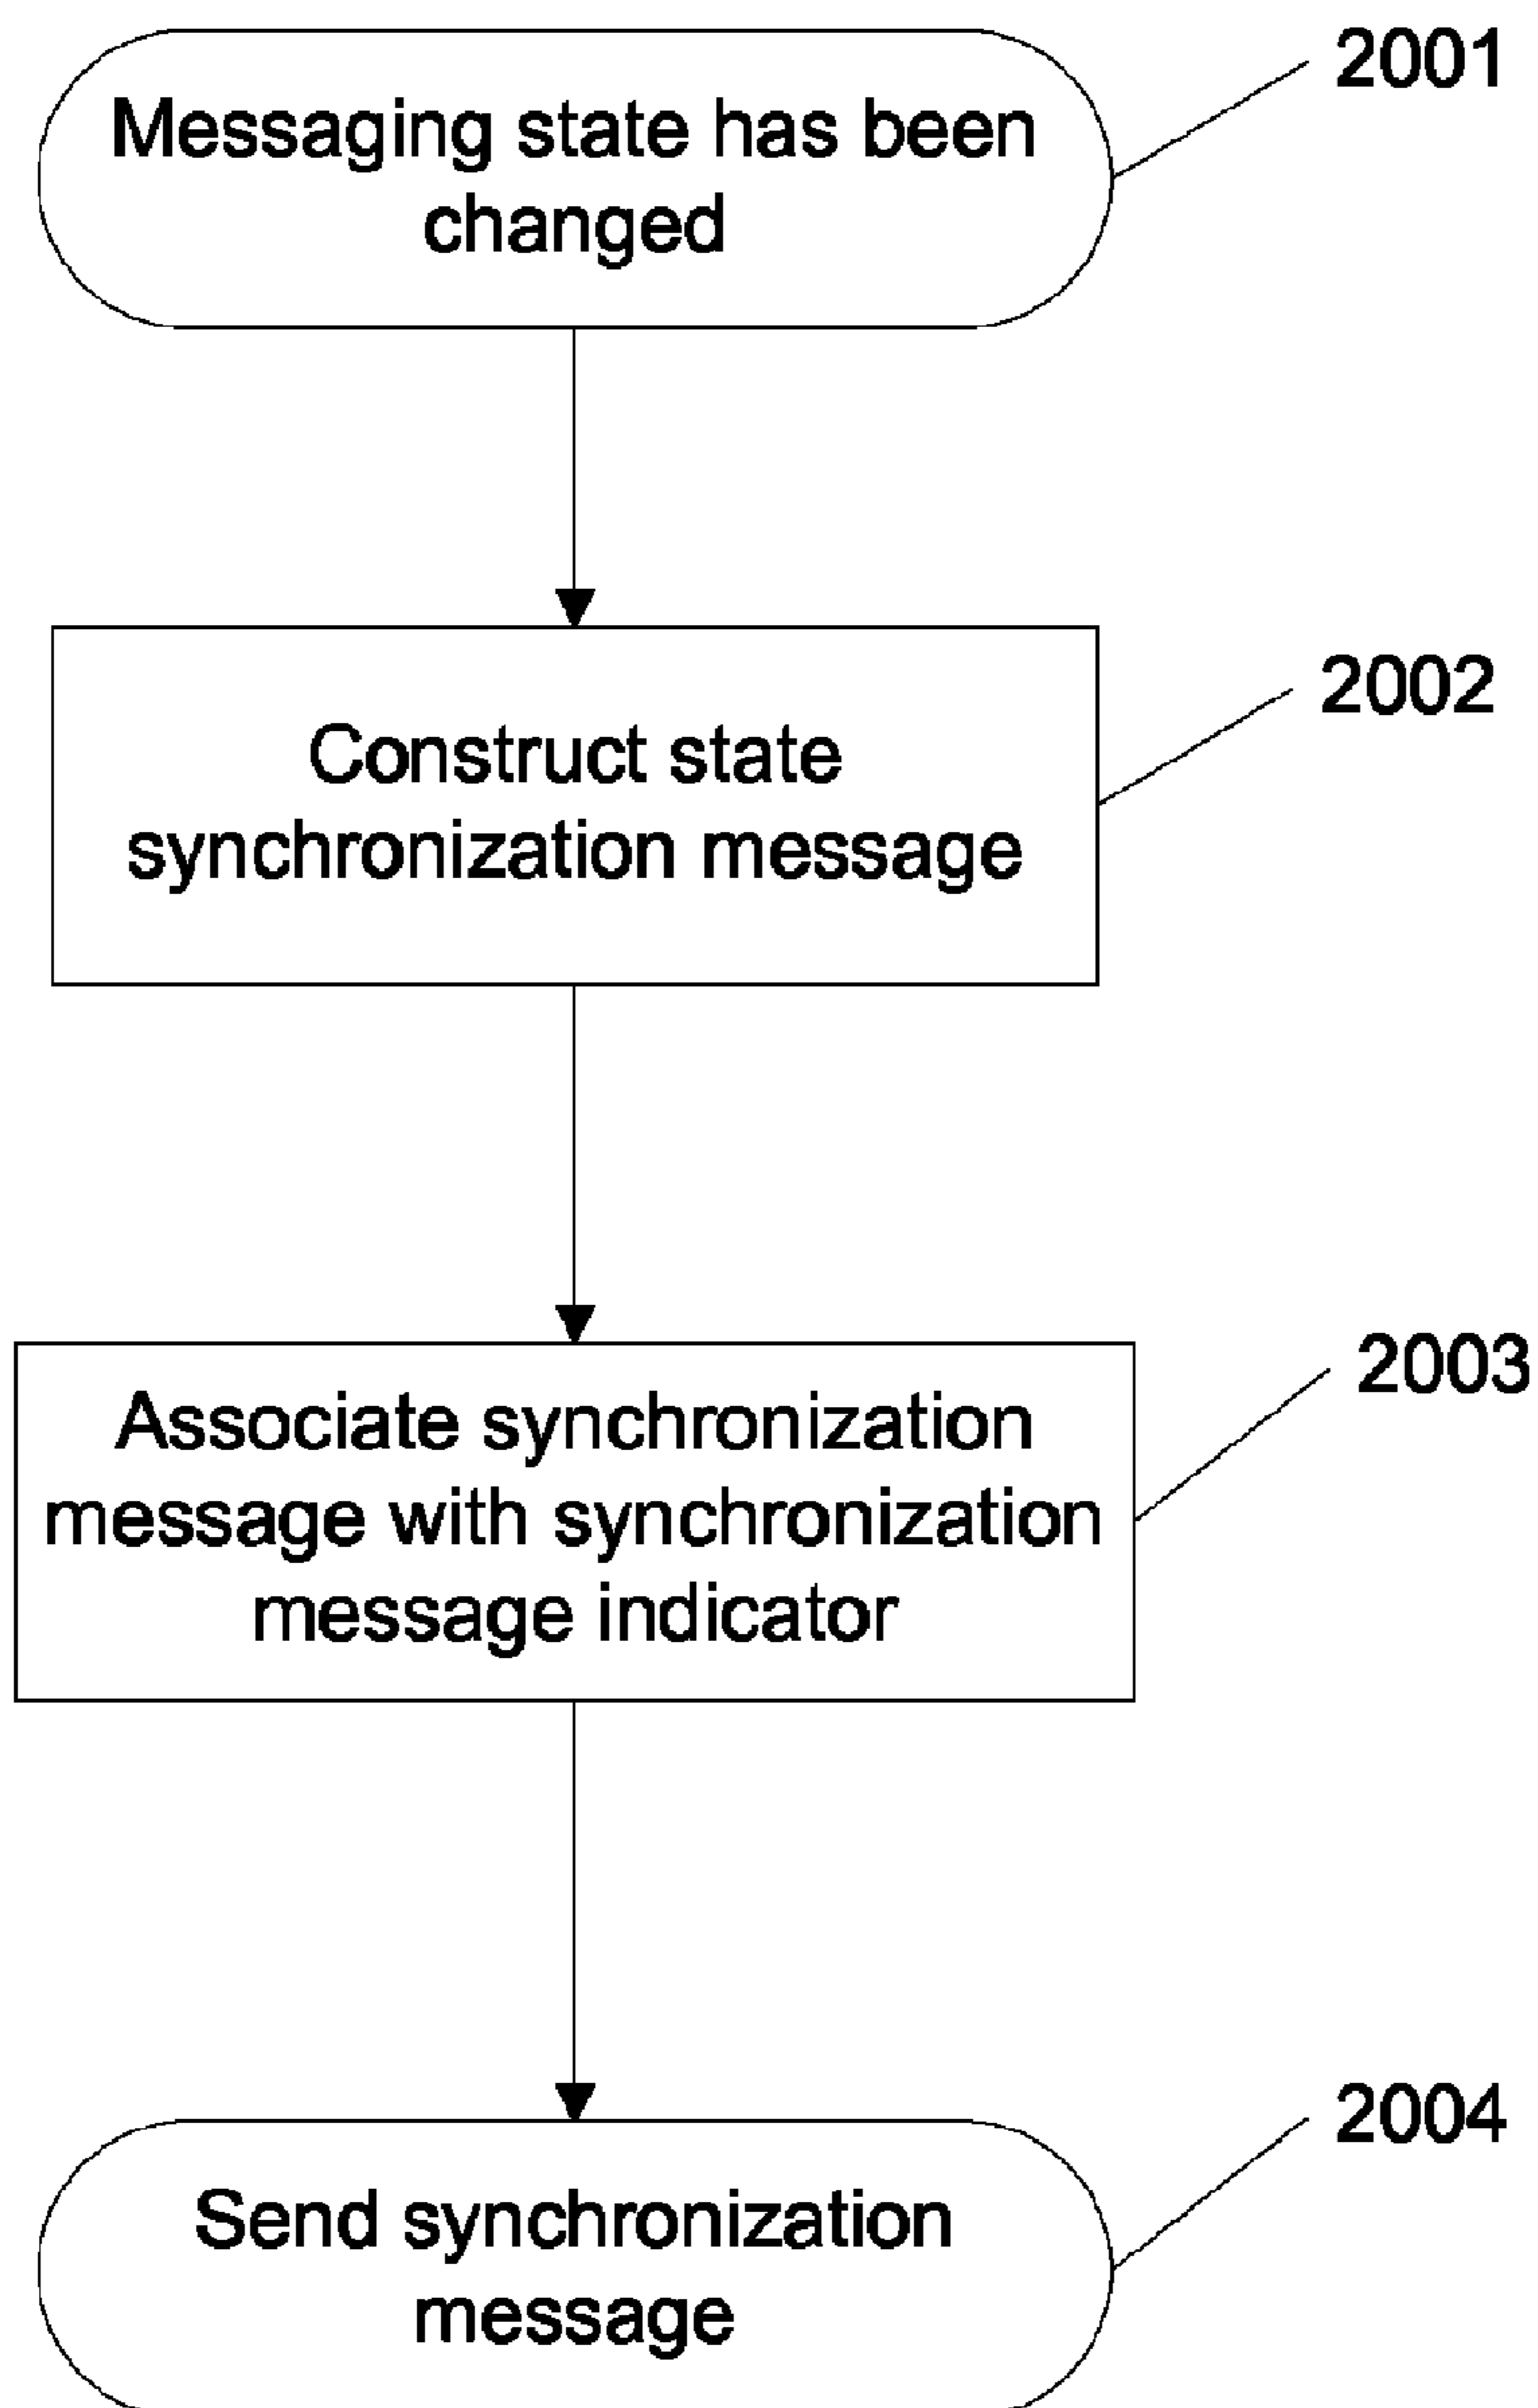 Messaging state has been
changed
2001
Construct state
synchronization message
2002
Associate synchronization
message with synchronization
message indicator
2003
Send synchronization
message
2004